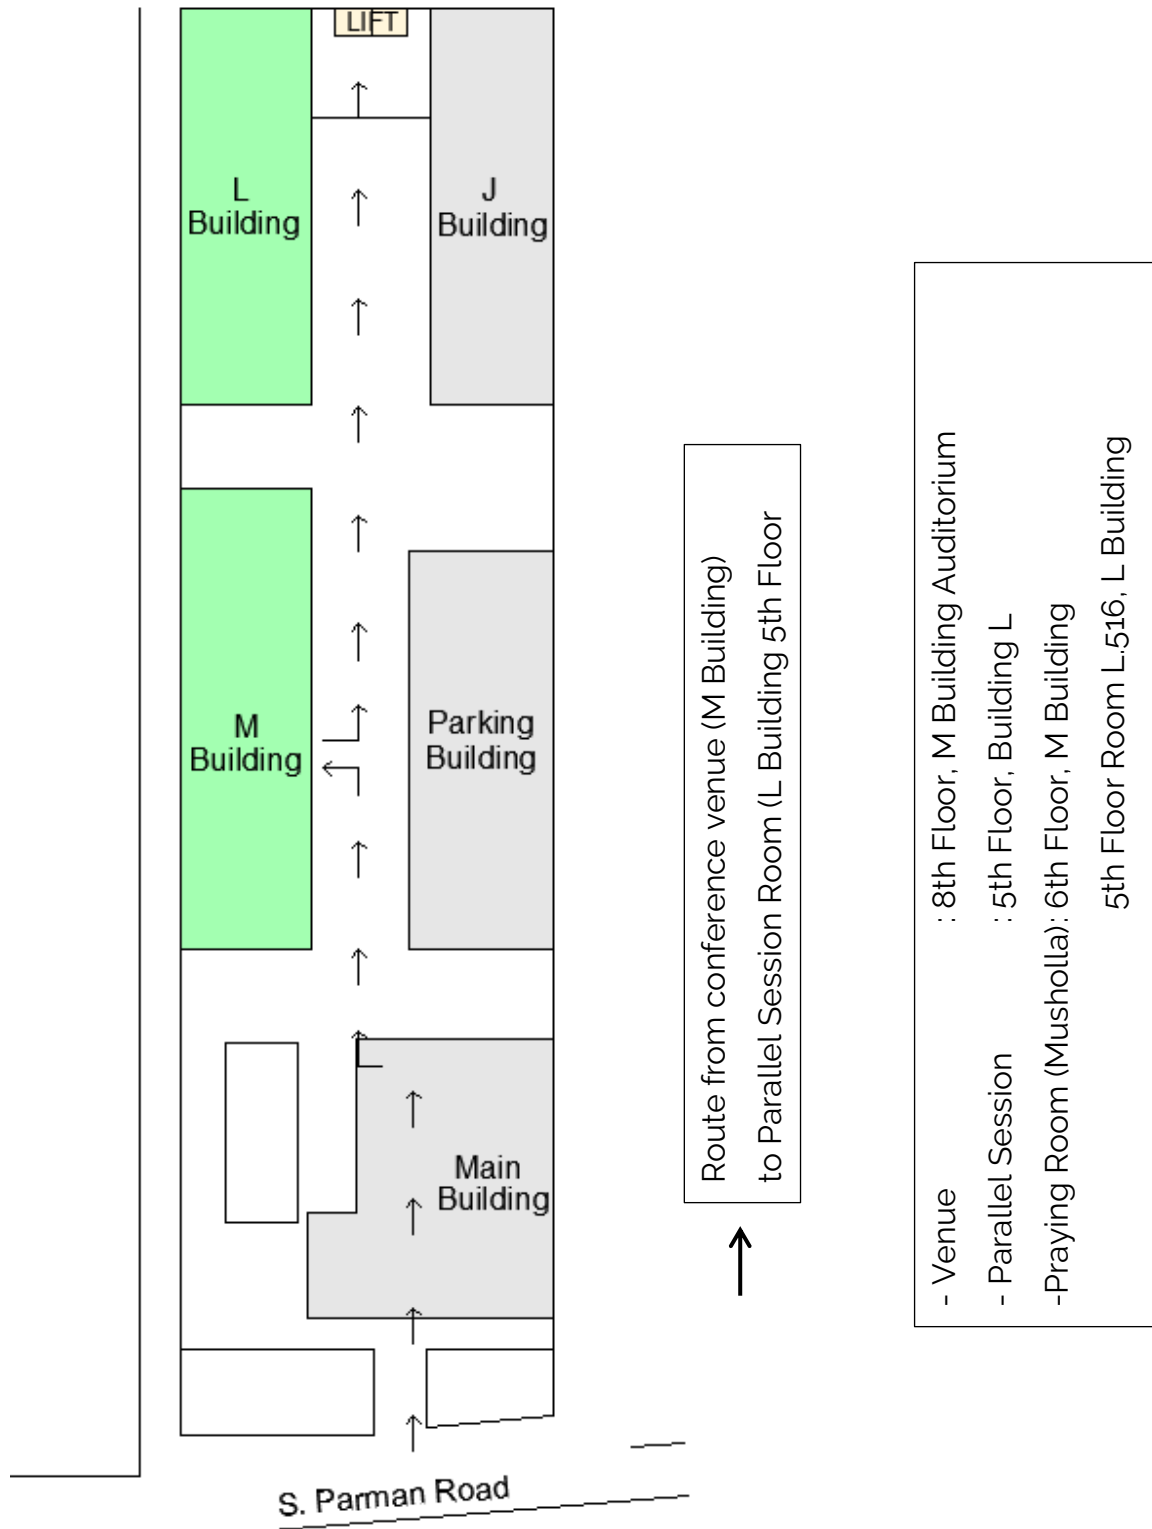 LIFT
L
Building
J
Building
M
Building
Parking
Building
Main
Building
S. Parman Road
Route from conference venue (M Building)
to Parallel Session Room (L Building 5th Floor
- Venue : 8th Floor, M Building Auditorium
- Parallel Session : 5th Floor, Building L
-Praying Room (Musholla): 6th Floor, M Building
5th Floor Room L.516, L Building